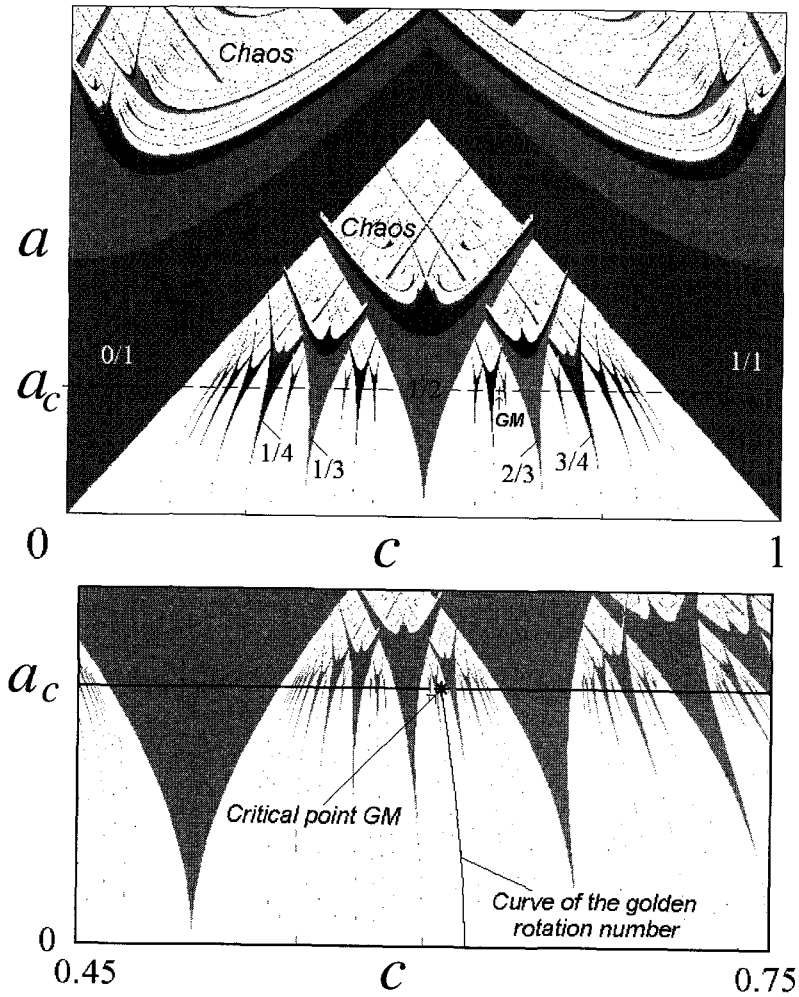 Chaos
Chaos
a
0/1
1/1
a_c
1/2
GM
1/4
1/3
2/3
3/4
0
c
1
a_c
Critical point GM
Curve of the golden
rotation number
0
0.45
c
0.75